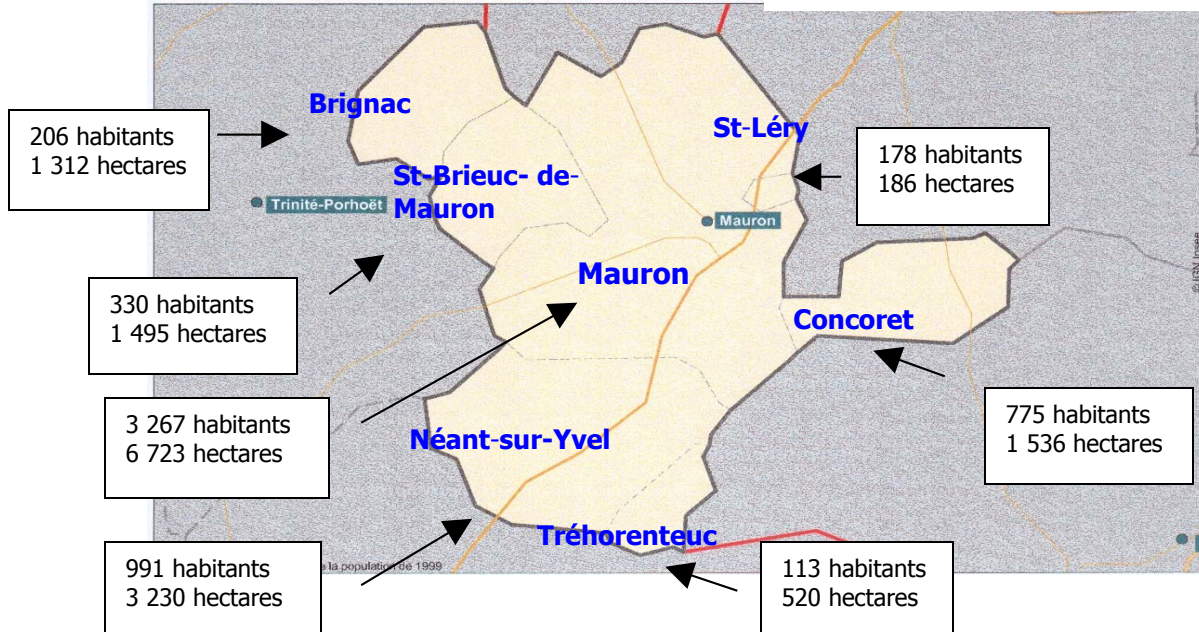 Brignac
206 habitants
1 312 hectares
St-Léry
178 habitants
186 hectares
St-Brieuc- de-
Mauron
Trinité-Porhoët
Mauron
330 habitants
1 495 hectares
Mauron
Concoret
3 267 habitants
6 723 hectares
775 habitants
1 536 hectares
Néant-sur-Yvel
Tréhorenteuc
991 habitants
3 230 hectares
la population de 1999
113 habitants
520 hectares
© IGN Insee